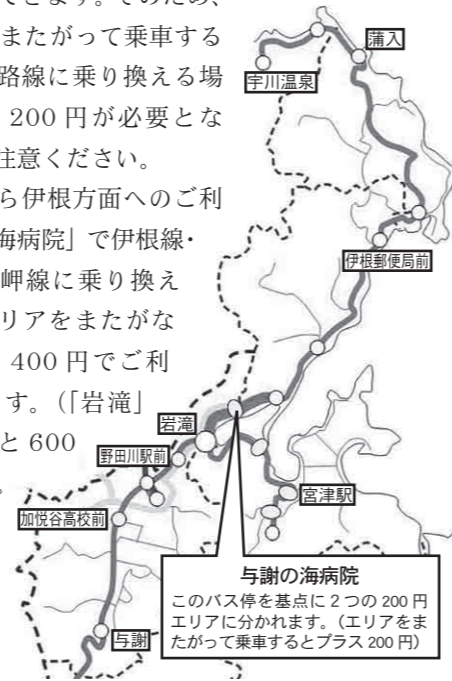 できます。そのため、
またがって乗車する
路線に乗り換える場
200 円が必要とな
注意ください。
ら伊根方面へのご利
海病院」で伊根線・
岬線に乗り換え
リアをまたがな
400 円でご利
す。（「岩滝」
と 600
。
蒲入
宇川温泉
伊根郵便局前
岩滝
野田川駅前
宮津駅
加悦谷高校前
与謝
与謝の海病院
このバス停を基点に 2 つの 200 円
エリアに分かれます。（エリアをま
たがって乗車するとプラス 200 円）